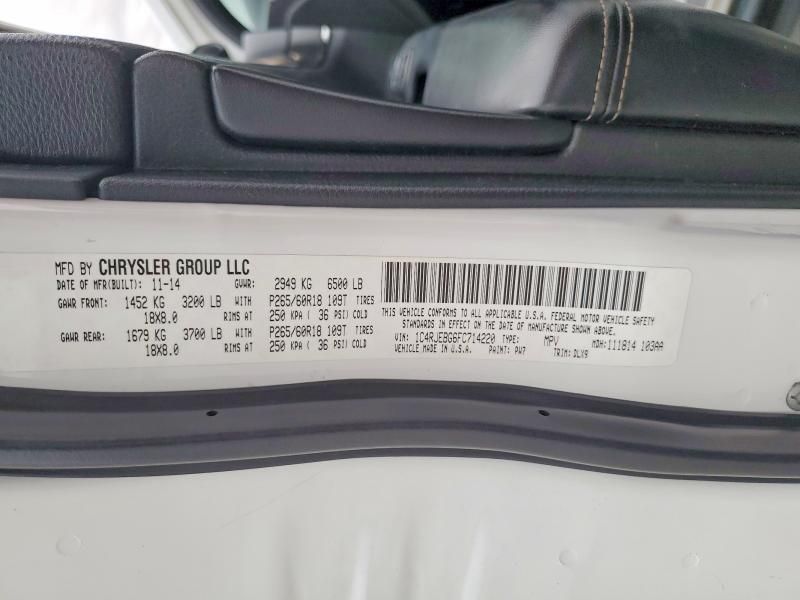 MFD BY CHRYSLER GROUP LLC
DATE OF MFR(BUILT): 11-14 GVWR: 2949 KG 6500 LB
GAWR FRONT: 1452 KG 3200 LB WITH P265/60R18 109T TIRES
18X8.0 RIMS AT 250 KPA ( 36 PSI) COLD
GAWR REAR: 1679 KG 3700 LB WITH P265/60R18 109T TIRES
18X8.0 RIMS AT 250 KPA ( 36 PSI) COLD
THIS VEHICLE CONFORMS TO ALL APPLICABLE U.S.A. FEDERAL MOTOR VEHICLE SAFETY
STANDARDS IN EFFECT ON THE DATE OF MANUFACTURE SHOWN ABOVE.
VIN: 1C4RJEBG6FC714220 TYPE: MPV MDH:111814 103AA
VEHICLE MADE IN U.S.A. PAINT: PW7 TRIM: DLX9